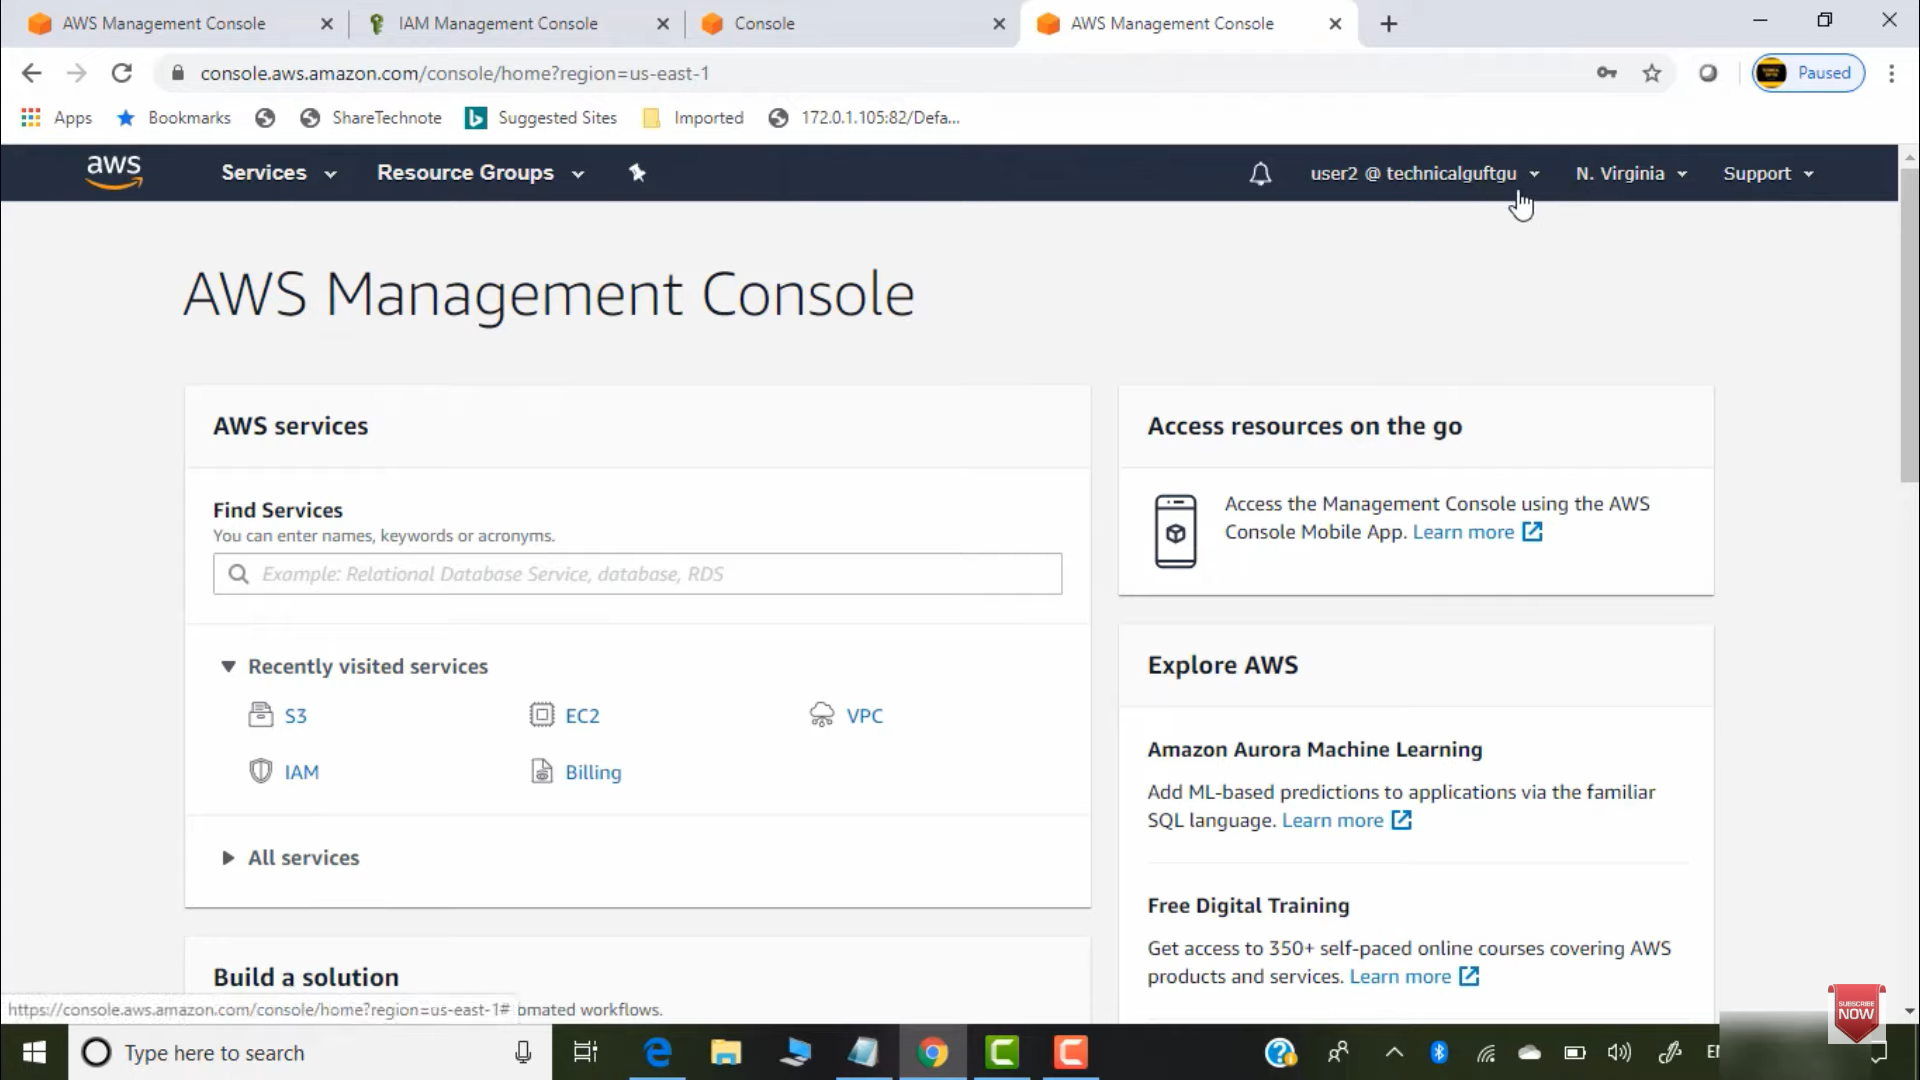 AWS Management Console
IAM Management Console
Console
AWS Management Console
console.aws.amazon.com/console/home?region=us-east-1
Paused
Apps
Bookmarks
ShareTechnote
Suggested Sites
Imported
172.0.1.105:82/Defa...
aws
Services
Resource Groups
user2 @ technicalguftgu
N. Virginia
Support
AWS Management Console
AWS services
Find Services
You can enter names, keywords or acronyms.
Example: Relational Database Service, database, RDS
Recently visited services
S3
EC2
VPC
IAM
Billing
All services
Build a solution
https://console.aws.amazon.com/console/home?region=us-east-1# omated workflows.
Access resources on the go
Access the Management Console using the AWS
Console Mobile App. Learn more
Explore AWS
Amazon Aurora Machine Learning
Add ML-based predictions to applications via the familiar
SQL language. Learn more
Free Digital Training
Get access to 350+ self-paced online courses covering AWS
products and services. Learn more
SUBSCRIBE
NOW
Type here to search